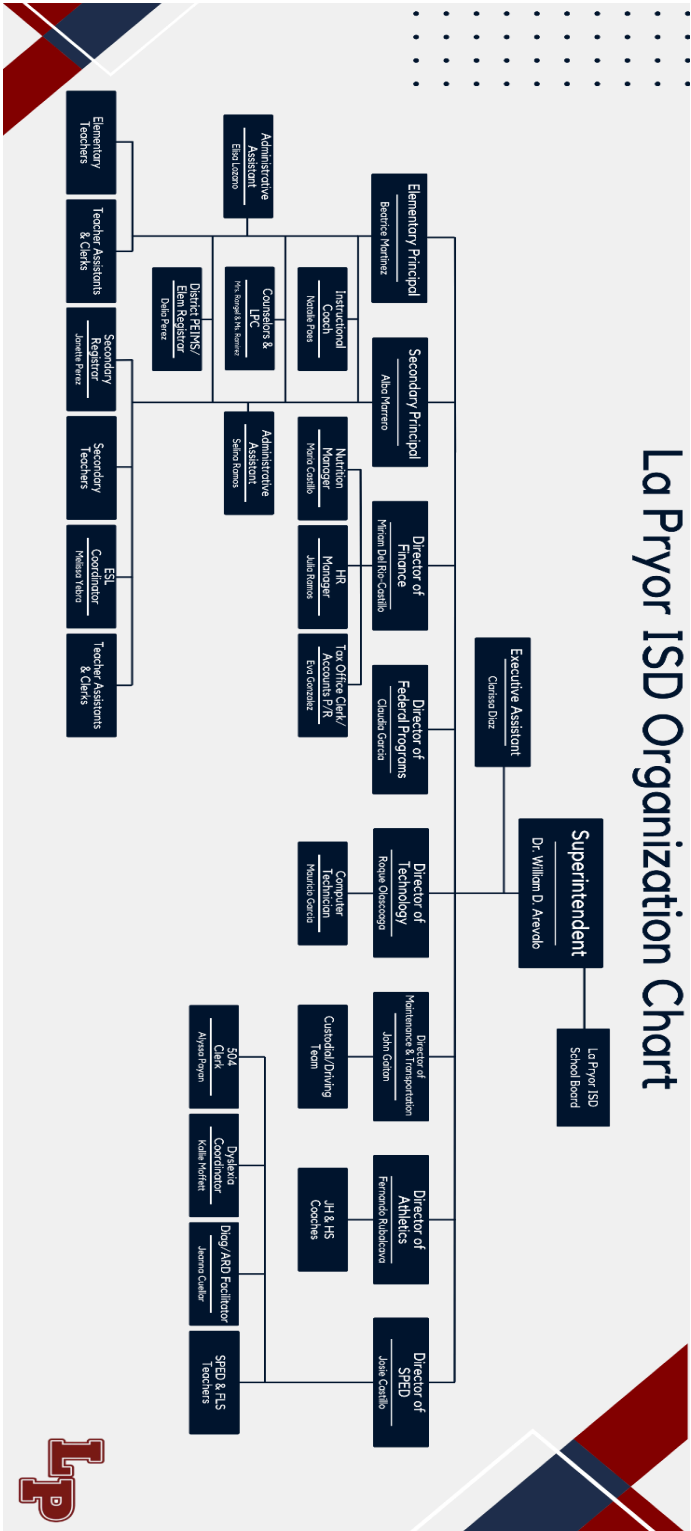 La Pryor ISD Organization Chart
La Pryor ISD
School Board
Superintendent
Dr. William D. Arevalo
Executive Assistant
Clarissa Diaz
Elementary Principal
Beatrice Martinez
Secondary Principal
Alba Marrero
Director of
Finance
Miriam Del Rio-Castillo
Director of
Federal Programs
Claudia Garcia
Director of
Technology
Roque Olascoaga
Director of
Maintenance & Transportation
John Gaitan
Director of
Athletics
Fernando Rubalcava
Director of
SPED
Josie Castillo
Instructional
Coach
Natalie Paes
Nutrition
Manager
Maria Castillo
HR
Manager
Julia Ramos
Tax Office Clerk/
Accounts P/R
Eva Gonzalez
Computer
Technician
Mauricio Garcia
Custodial/Driving
Team
JH & HS
Coaches
Administrative
Assistant
Elisa Lozano
Counselors &
LPC
Mrs. Rangel & Ms. Ramirez
Administrative
Assistant
Selina Ramos
District PEIMS/
Elem Registrar
Delia Perez
504
Clerk
Alyssa Payan
Dyslexia
Coordinator
Kallie Moffett
Diag/ARD Facilitator
Jeanna Cuellar
SPED & FLS
Teachers
Elementary
Teachers
Teacher Assistants
& Clerks
Secondary
Registrar
Janette Perez
Secondary
Teachers
ESL
Coordinator
Melissa Yebra
Teacher Assistants
& Clerks
LP